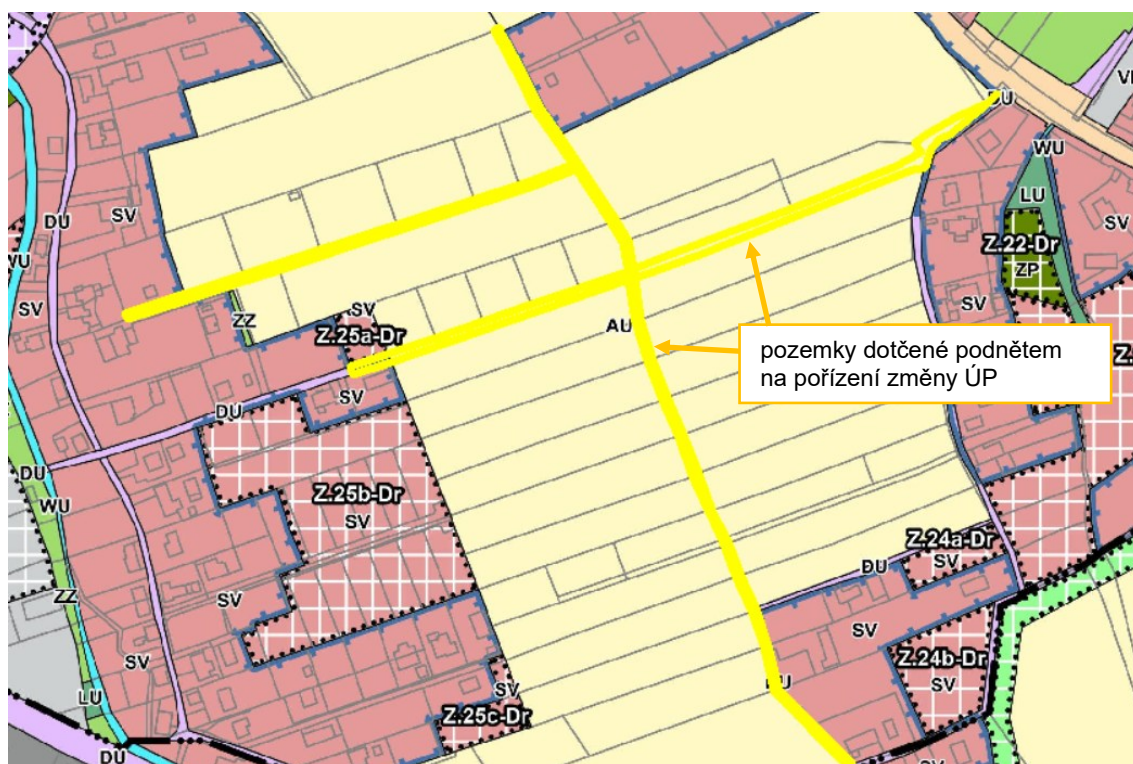 DU
VI
WU
LU
SV
DU
SV
Z.22-Dr
ZP
SV
WU
SV
SV
ZZ
Z.25a-Dr
AU
pozemky dotčené podnětem
na pořízení změny ÚP
Z.
SV
DU
DU
WU
Z.25b-Dr
SV
Z.24a-Dr
SV
DU
ZZ
SV
SV
SV
Z.24b-Dr
SV
LU
SV
Z.25c-Dr
DU